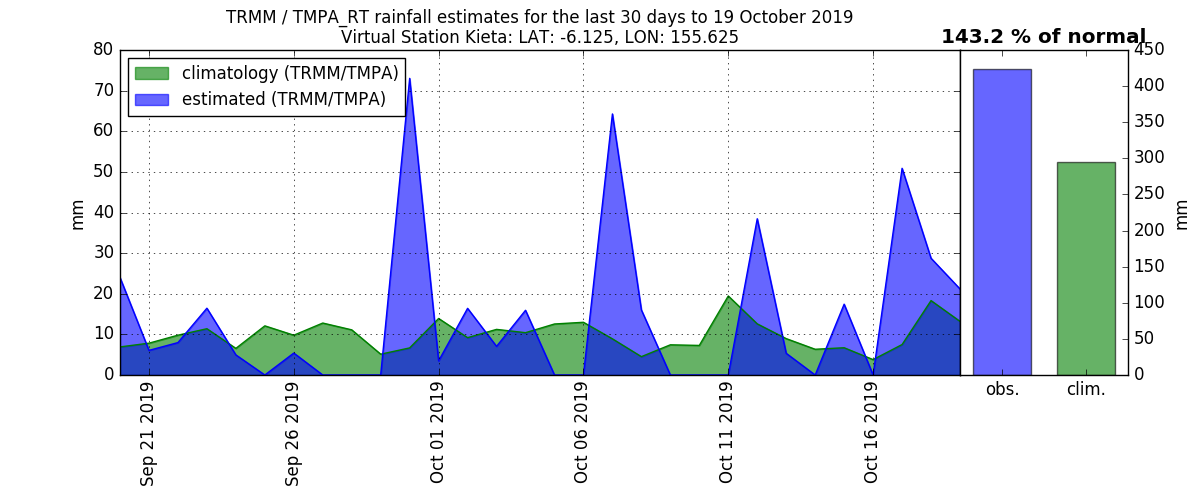 TRMM / TMPA_RT rainfall estimates for the last 30 days to 19 October 2019
Virtual Station Kieta: LAT: -6.125, LON: 155.625
143.2 % of normal
climatology (TRMM/TMPA)
estimated (TRMM/TMPA)
80
70
60
50
40
30
20
10
0
mm
450
400
350
300
250
200
150
100
50
0
mm
Sep 21 2019
Sep 26 2019
Oct 01 2019
Oct 06 2019
Oct 11 2019
Oct 16 2019
obs.
clim.